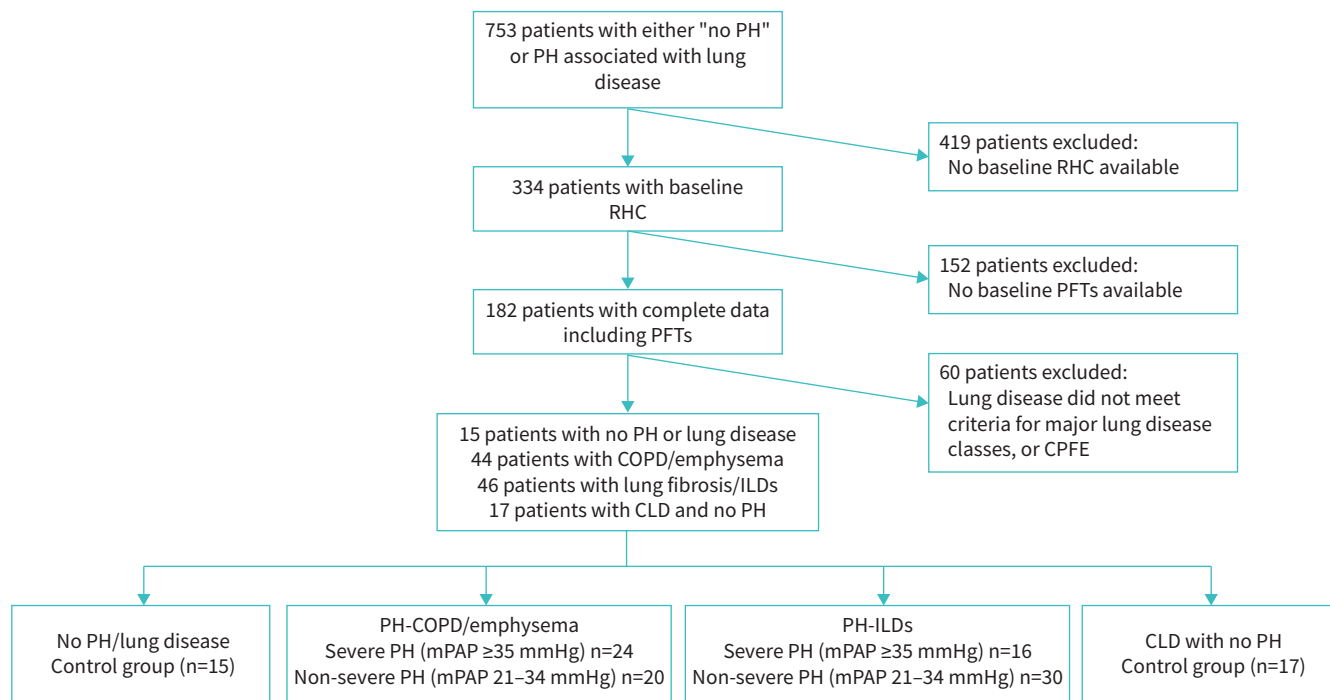 753 patients with either "no PH"
or PH associated with lung
disease
419 patients excluded:
No baseline RHC available
334 patients with baseline
RHC
152 patients excluded:
No baseline PFTs available
182 patients with complete data
including PFTs
60 patients excluded:
Lung disease did not meet
criteria for major lung disease
classes, or CPFE
15 patients with no PH or lung disease
44 patients with COPD/emphysema
46 patients with lung fibrosis/ILDs
17 patients with CLD and no PH
No PH/lung disease
Control group (n=15)
PH-COPD/emphysema
Severe PH (mPAP ≥35 mmHg) n=24
Non-severe PH (mPAP 21–34 mmHg) n=20
PH-ILDs
Severe PH (mPAP ≥35 mmHg) n=16
Non-severe PH (mPAP 21–34 mmHg) n=30
CLD with no PH
Control group (n=17)